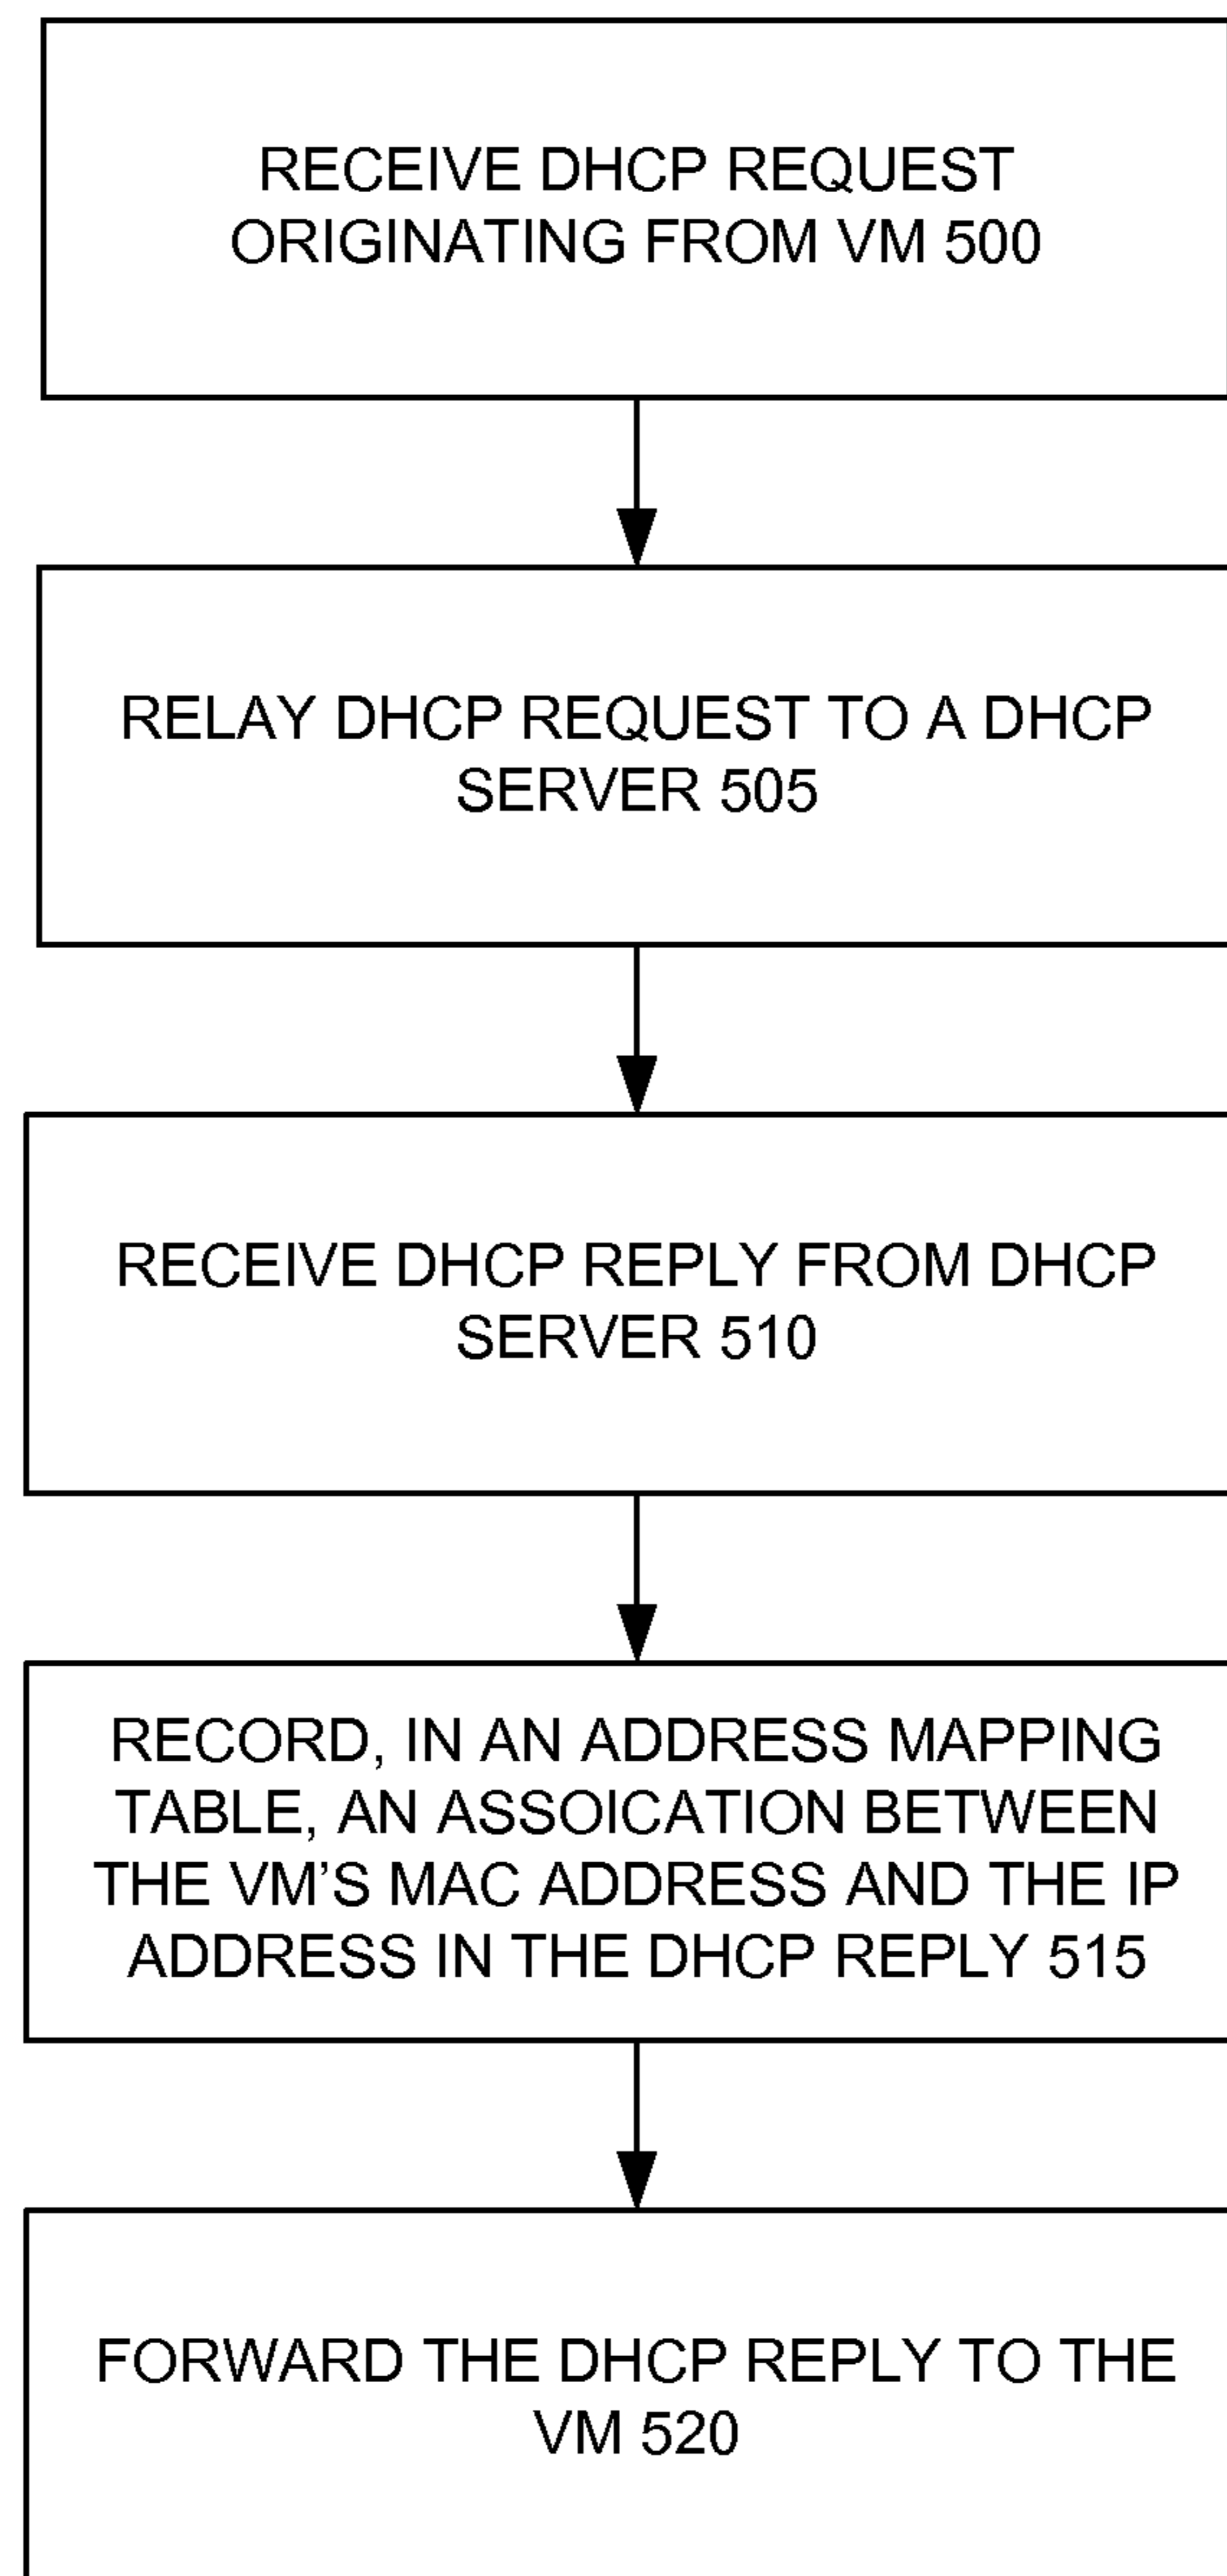 RECEIVE DHCP REQUEST
ORIGINATING FROM VM 500
RELAY DHCP REQUEST TO A DHCP
SERVER 505
RECEIVE DHCP REPLY FROM DHCP
SERVER 510
RECORD, IN AN ADDRESS MAPPING
TABLE, AN ASSOICATION BETWEEN
THE VM'S MAC ADDRESS AND THE IP
ADDRESS IN THE DHCP REPLY 515
FORWARD THE DHCP REPLY TO THE
VM 520